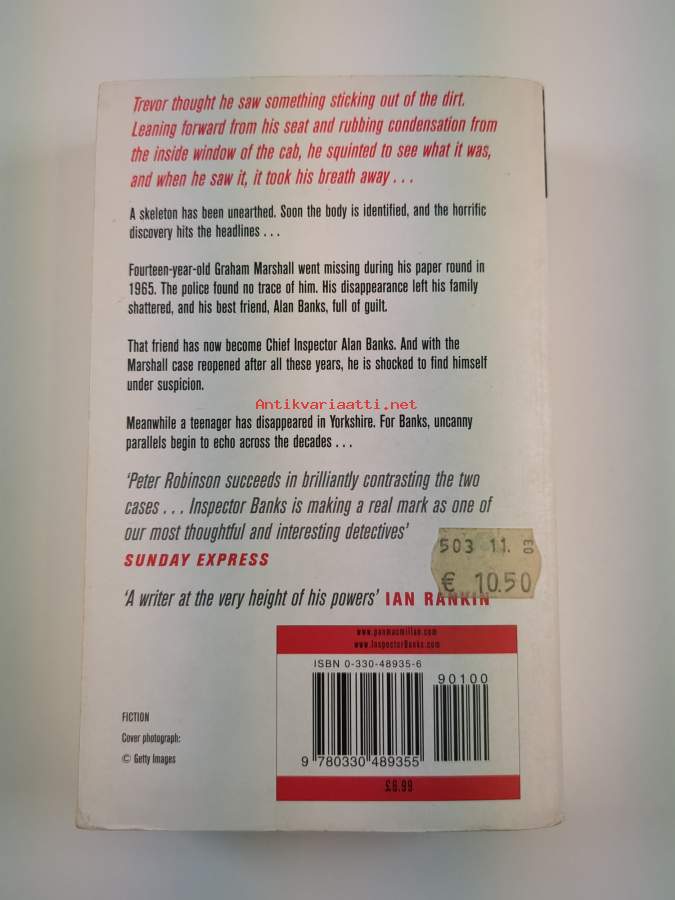 Trevor thought he saw something sticking out of the dirt.
Leaning forward from his seat and rubbing condensation from
the inside window of the cab, he squinted to see what it was,
and when he saw it, it took his breath away . . .
A skeleton has been unearthed. Soon the body is identified, and the horrific
discovery hits the headlines . . .
Fourteen-year-old Graham Marshall went missing during his paper round in
1965. The police found no trace of him. His disappearance left his family
shattered, and his best friend, Alan Banks, full of guilt.
That friend has now become Chief Inspector Alan Banks. And with the
Marshall case reopened after all these years, he is shocked to find himself
under suspicion.
Antikvariaatti.net
Meanwhile a teenager has disappeared in Yorkshire. For Banks, uncanny
parallels begin to echo across the decades . . .
'Peter Robinson succeeds in brilliantly contrasting the two
cases . . . Inspector Banks is making a real mark as one of
our most thoughtful and interesting detectives'
SUNDAY EXPRESS
503 11. 03
€ 10.50
'A writer at the very height of his powers' IAN RANKIN
www.panmacmillan.com
www.InspectorBanks.com
ISBN 0-330-48935-6
90100
9 780330 489355
£6.99
FICTION
Cover photograph:
© Getty Images